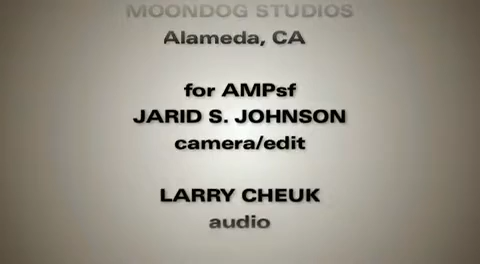 MOONDOG STUDIOS
Alameda, CA
for AMPsf
JARID S. JOHNSON
camera/edit
LARRY CHEUK
audio